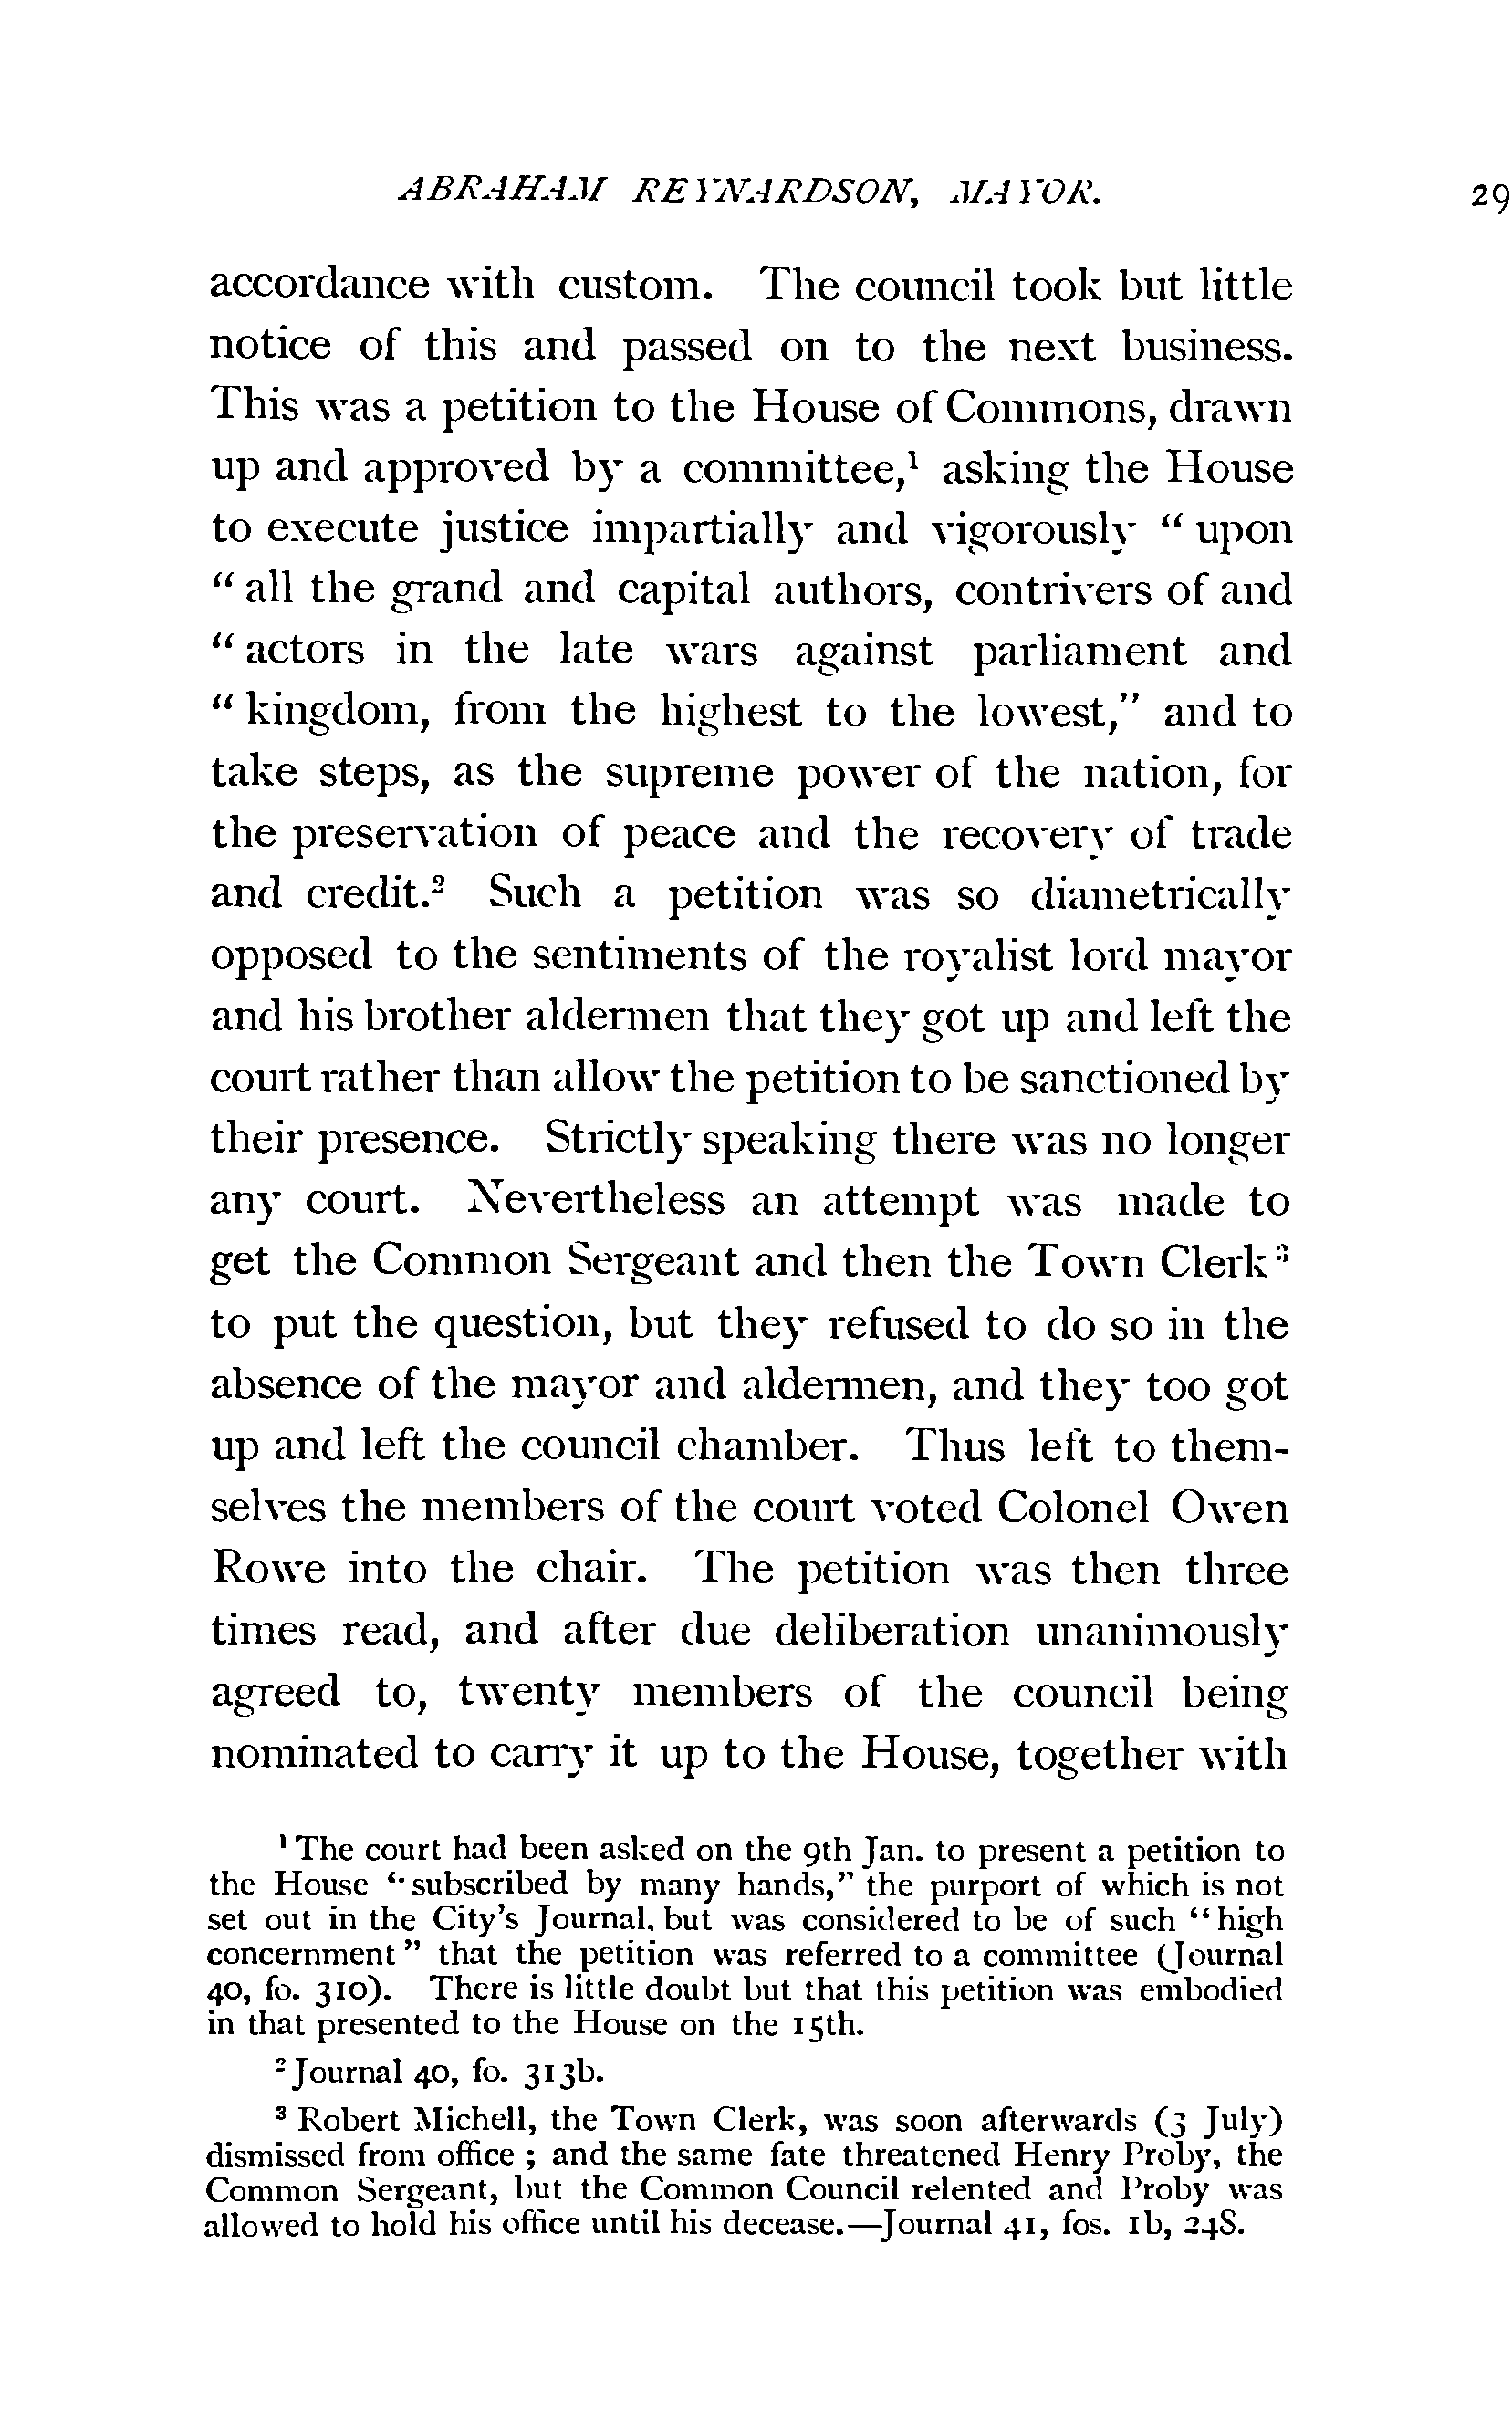 ABRAHAM REYNARDSON, MAYOR. 29
accordance with custom. The council took but little
notice of this and passed on to the next business.
This was a petition to the House of Commons, drawn
up and approved by a committee,¹ asking the House
to execute justice impartially and vigorously “ upon
“ all the grand and capital authors, contrivers of and
“ actors in the late wars against parliament and
“ kingdom, from the highest to the lowest,” and to
take steps, as the supreme power of the nation, for
the preservation of peace and the recovery of trade
and credit.² Such a petition was so diametrically
opposed to the sentiments of the royalist lord mayor
and his brother aldermen that they got up and left the
court rather than allow the petition to be sanctioned by
their presence. Strictly speaking there was no longer
any court. Nevertheless an attempt was made to
get the Common Sergeant and then the Town Clerk³
to put the question, but they refused to do so in the
absence of the mayor and aldermen, and they too got
up and left the council chamber. Thus left to them-
selves the members of the court voted Colonel Owen
Rowe into the chair. The petition was then three
times read, and after due deliberation unanimously
agreed to, twenty members of the council being
nominated to carry it up to the House, together with
¹ The court had been asked on the 9th Jan. to present a petition to
the House “subscribed by many hands,” the purport of which is not
set out in the City’s Journal, but was considered to be of such “high
concernment” that the petition was referred to a committee (Journal
40, fo. 310). There is little doubt but that this petition was embodied
in that presented to the House on the 15th.
² Journal 40, fo. 313b.
³ Robert Michell, the Town Clerk, was soon afterwards (3 July)
dismissed from office ; and the same fate threatened Henry Proby, the
Common Sergeant, but the Common Council relented and Proby was
allowed to hold his office until his decease.—Journal 41, fos. 1b, 248.